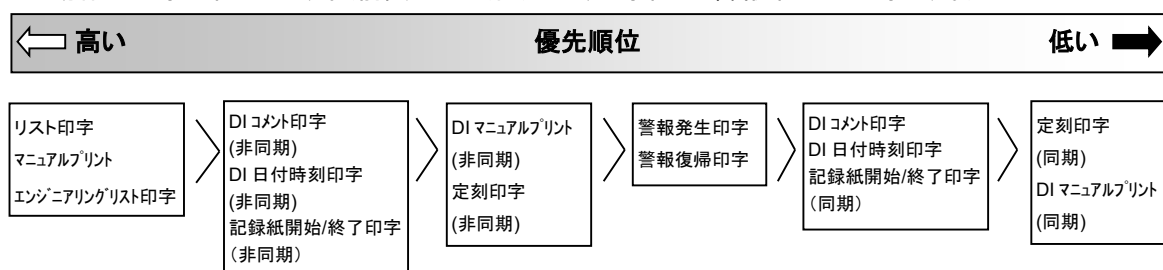 高い
優先順位
低い
リスト印字
マニュアルプリント
エンジニアリングリスト印字
DI コメント印字
(非同期)
DI 日付時刻印字
(非同期)
記録紙開始/終了印字
（非同期）
DI マニュアルプリント
(非同期)
定刻印字
(非同期)
警報発生印字
警報復帰印字
DI コメント印字
DI 日付時刻印字
記録紙開始/終了印字
（同期）
定刻印字
(同期)
DI マニュアルプリント
(同期)